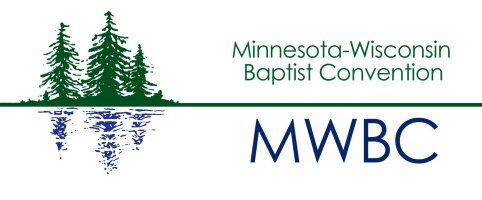 Minnesota-Wisconsin
Baptist Convention
MWBC